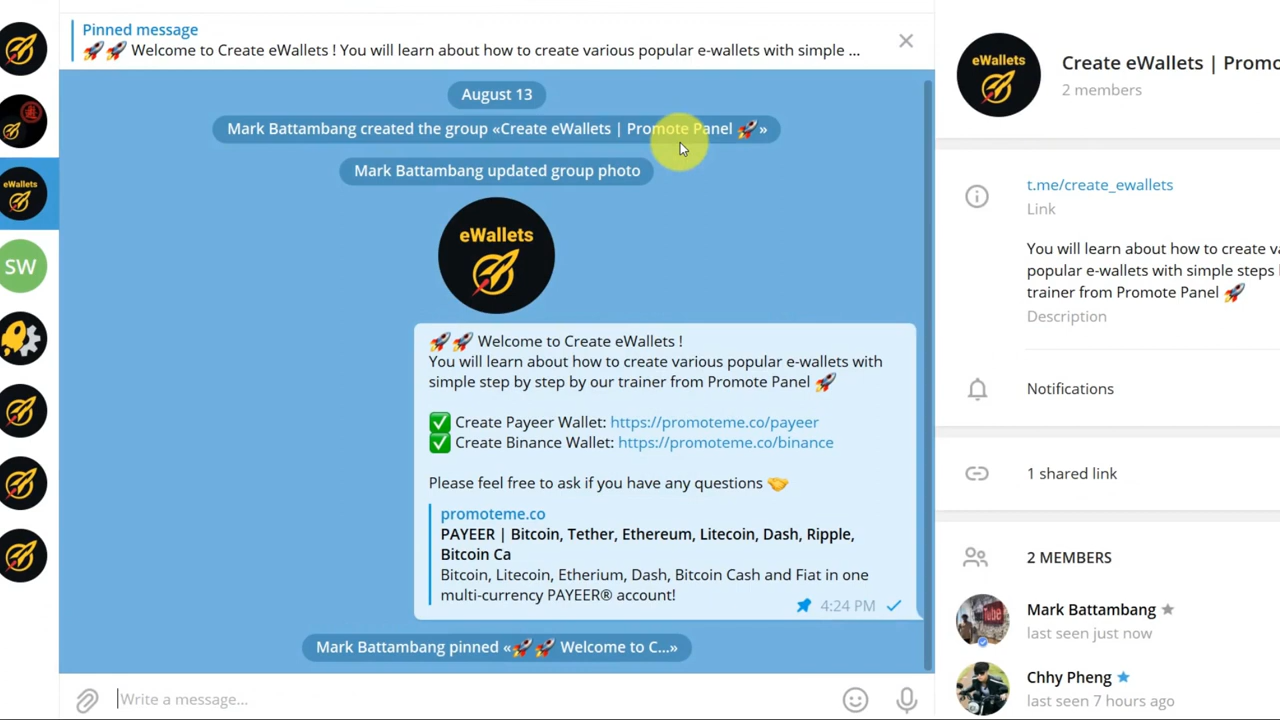 Pinned message
🚀🚀 Welcome to Create eWallets ! You will learn about how to create various popular e-wallets with simple ...
August 13
Mark Battambang created the group «Create eWallets | Promote Panel 🚀»
Mark Battambang updated group photo
eWallets
🚀🚀 Welcome to Create eWallets !
You will learn about how to create various popular e-wallets with
simple step by step by our trainer from Promote Panel 🚀
✅ Create Payeer Wallet: https://promoteme.co/payeer
✅ Create Binance Wallet: https://promoteme.co/binance
Please feel free to ask if you have any questions 🤝
promoteme.co
PAYEER | Bitcoin, Tether, Ethereum, Litecoin, Dash, Ripple,
Bitcoin Ca
Bitcoin, Litecoin, Etherium, Dash, Bitcoin Cash and Fiat in one
multi-currency PAYEER® account!
4:24 PM
Mark Battambang pinned «🚀🚀 Welcome to C...»
Write a message...
eWallets
SW
eWallets
Create eWallets | Promo
2 members
t.me/create_ewallets
Link
You will learn about how to create va
popular e-wallets with simple steps b
trainer from Promote Panel 🚀
Description
Notifications
1 shared link
2 MEMBERS
Mark Battambang
last seen just now
Chhy Pheng
last seen 7 hours ago